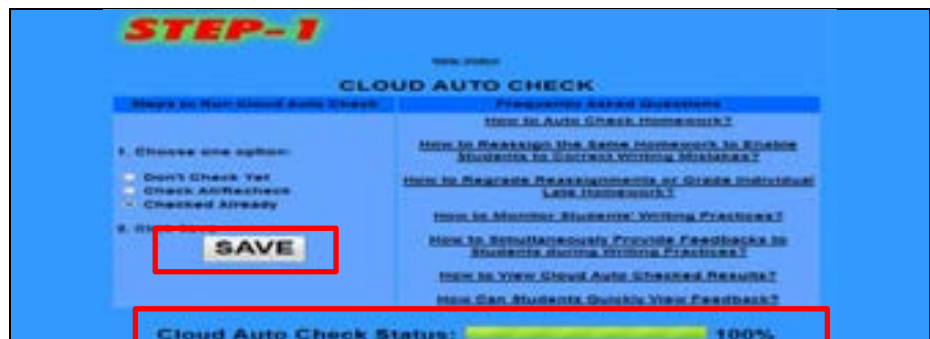 STEP-1
CLOUD AUTO CHECK
Steps to Run Cloud Auto Check
Frequently Asked Questions
1. Choose one option:
Don't Check Yet
Check All/Recheck
Checked Already
SAVE
How to Auto Check Homework?
How to Reassign the Same Homework to Enable
Students to Correct Writing Mistakes?
How to Regrade Reassignments or Grade Individual
Late Homework?
How to Monitor Students' Writing Practices?
How to Simultaneously Provide Feedbacks to
Students during Writing Practices?
How to View Cloud Auto Checked Results?
How Can Students Quickly View Feedback?
Cloud Auto Check Status: 100%